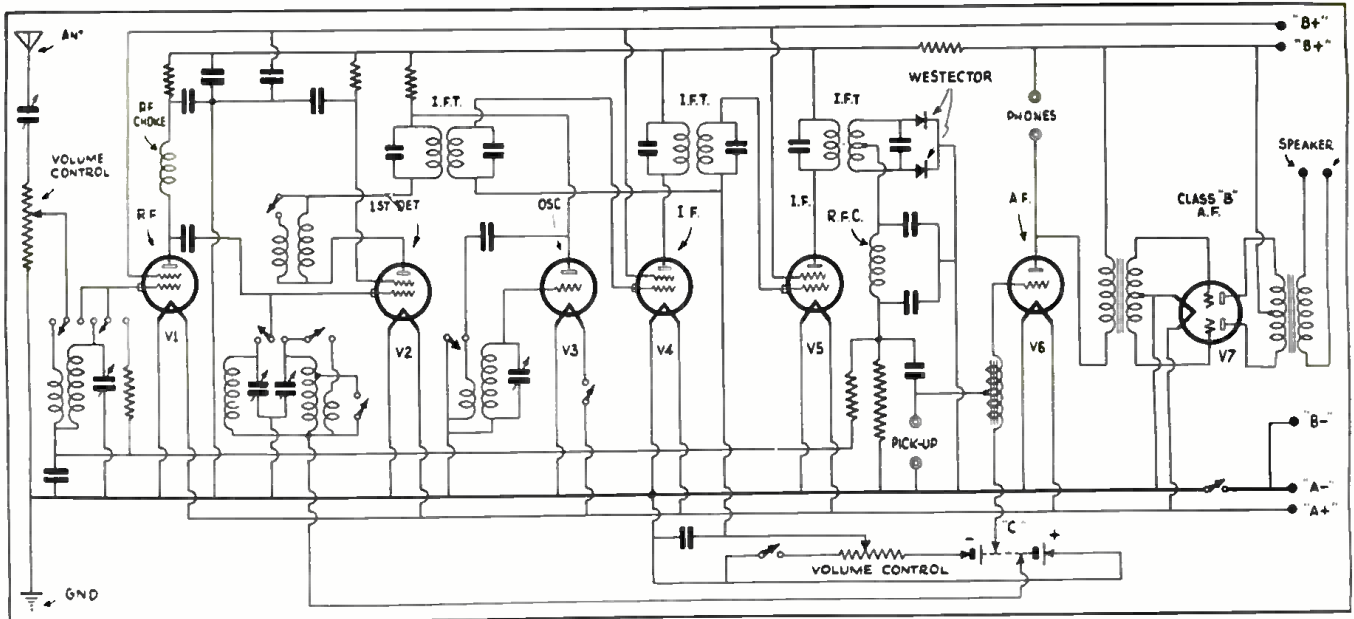 ANT
"B+"
"B+"
RF
CHOKE
I.F.T.
I.F.T.
I.F.T
WESTECTOR
PHONES
SPEAKER
VOLUME
CONTROL
R.F.
1ST DET
OSC
I.F.
I.F.
R.F.C.
A.F.
CLASS "B"
A.F.
V1
V2
V3
V4
V5
V6
V7
PICK-UP
"B-"
"A-"
"A+"
"C"
-
+
VOLUME CONTROL
GND